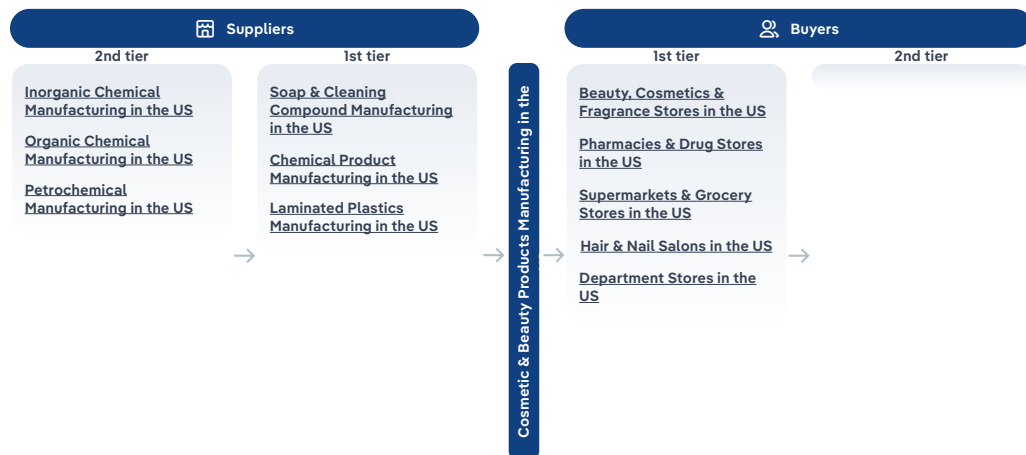 Suppliers
Buyers
2nd tier
1st tier
1st tier
2nd tier
Inorganic Chemical
Manufacturing in the US
Organic Chemical
Manufacturing in the US
Petrochemical
Manufacturing in the US
Soap & Cleaning
Compound Manufacturing
in the US
Chemical Product
Manufacturing in the US
Laminated Plastics
Manufacturing in the US
Cosmetic & Beauty Products Manufacturing in the
Beauty, Cosmetics &
Fragrance Stores in the US
Pharmacies & Drug Stores
in the US
Supermarkets & Grocery
Stores in the US
Hair & Nail Salons in the US
Department Stores in the
US